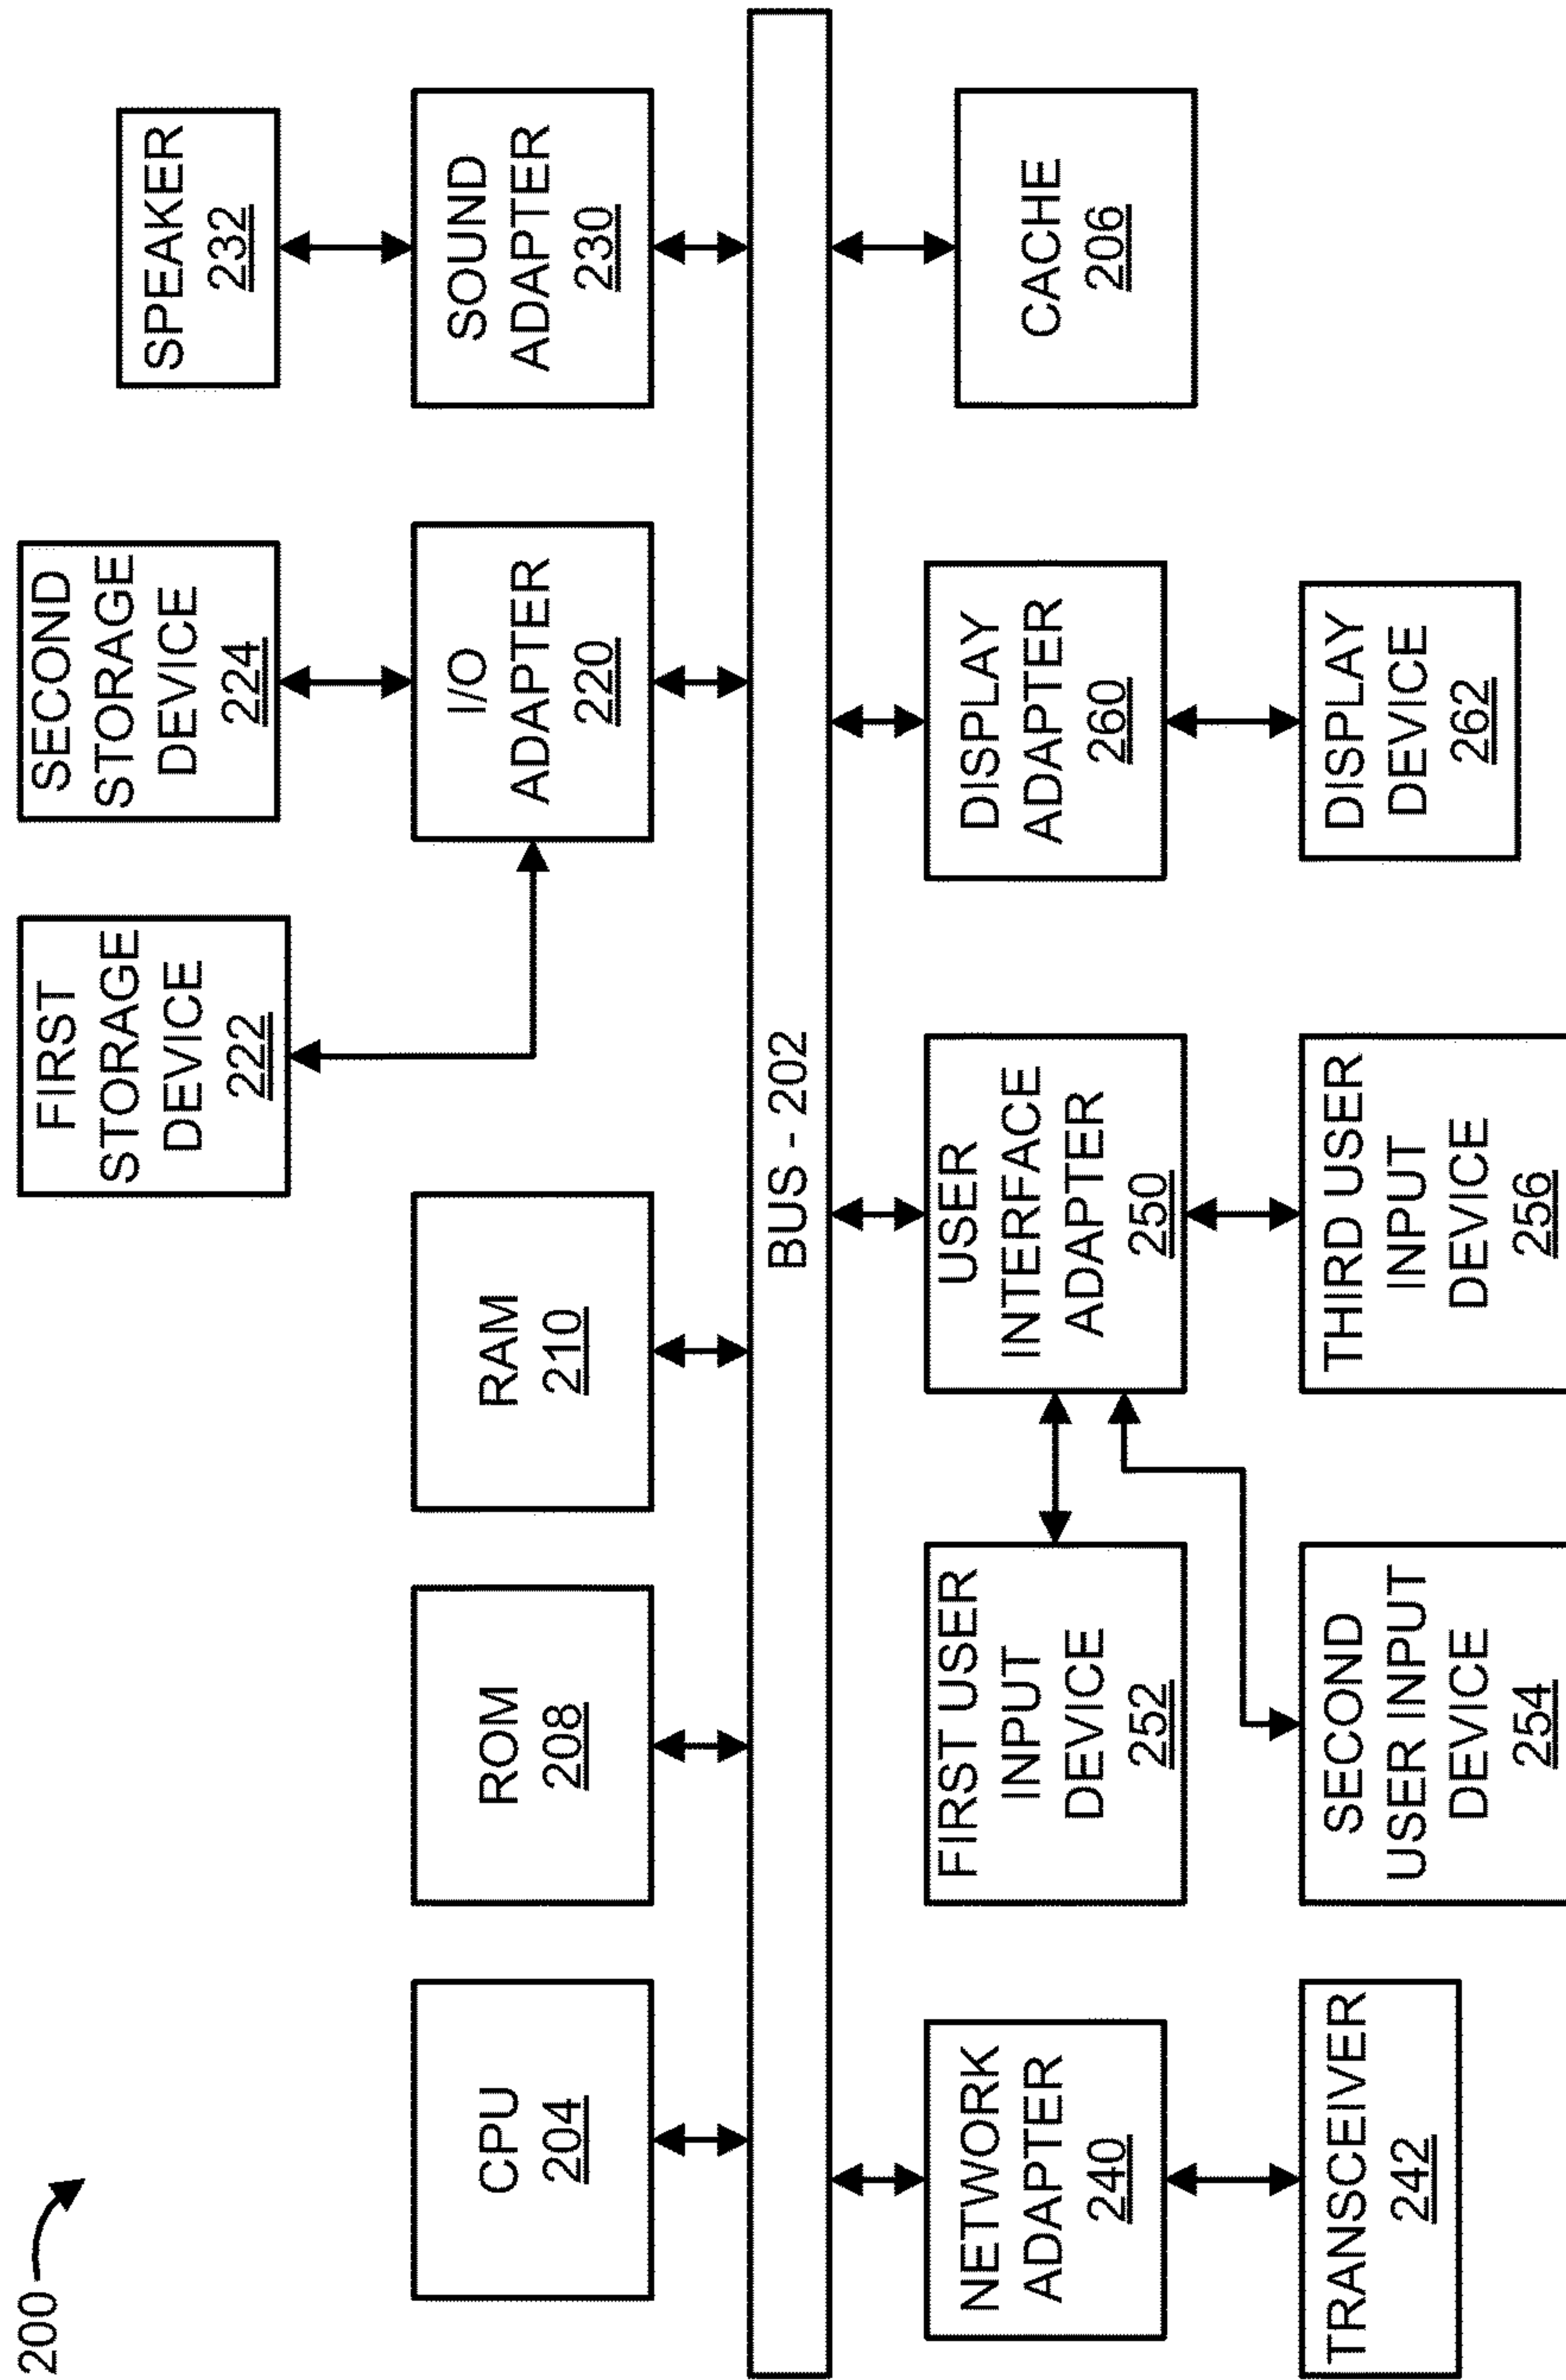 200
FIRST
STORAGE
DEVICE
222
SECOND
STORAGE
DEVICE
224
SPEAKER
232
CPU
204
ROM
208
RAM
210
I/O
ADAPTER
220
SOUND
ADAPTER
230
BUS - 202
NETWORK
ADAPTER
240
FIRST USER
INPUT
DEVICE
252
USER
INTERFACE
ADAPTER
250
DISPLAY
ADAPTER
260
CACHE
206
TRANSCEIVER
242
SECOND
USER INPUT
DEVICE
254
THIRD USER
INPUT
DEVICE
256
DISPLAY
DEVICE
262